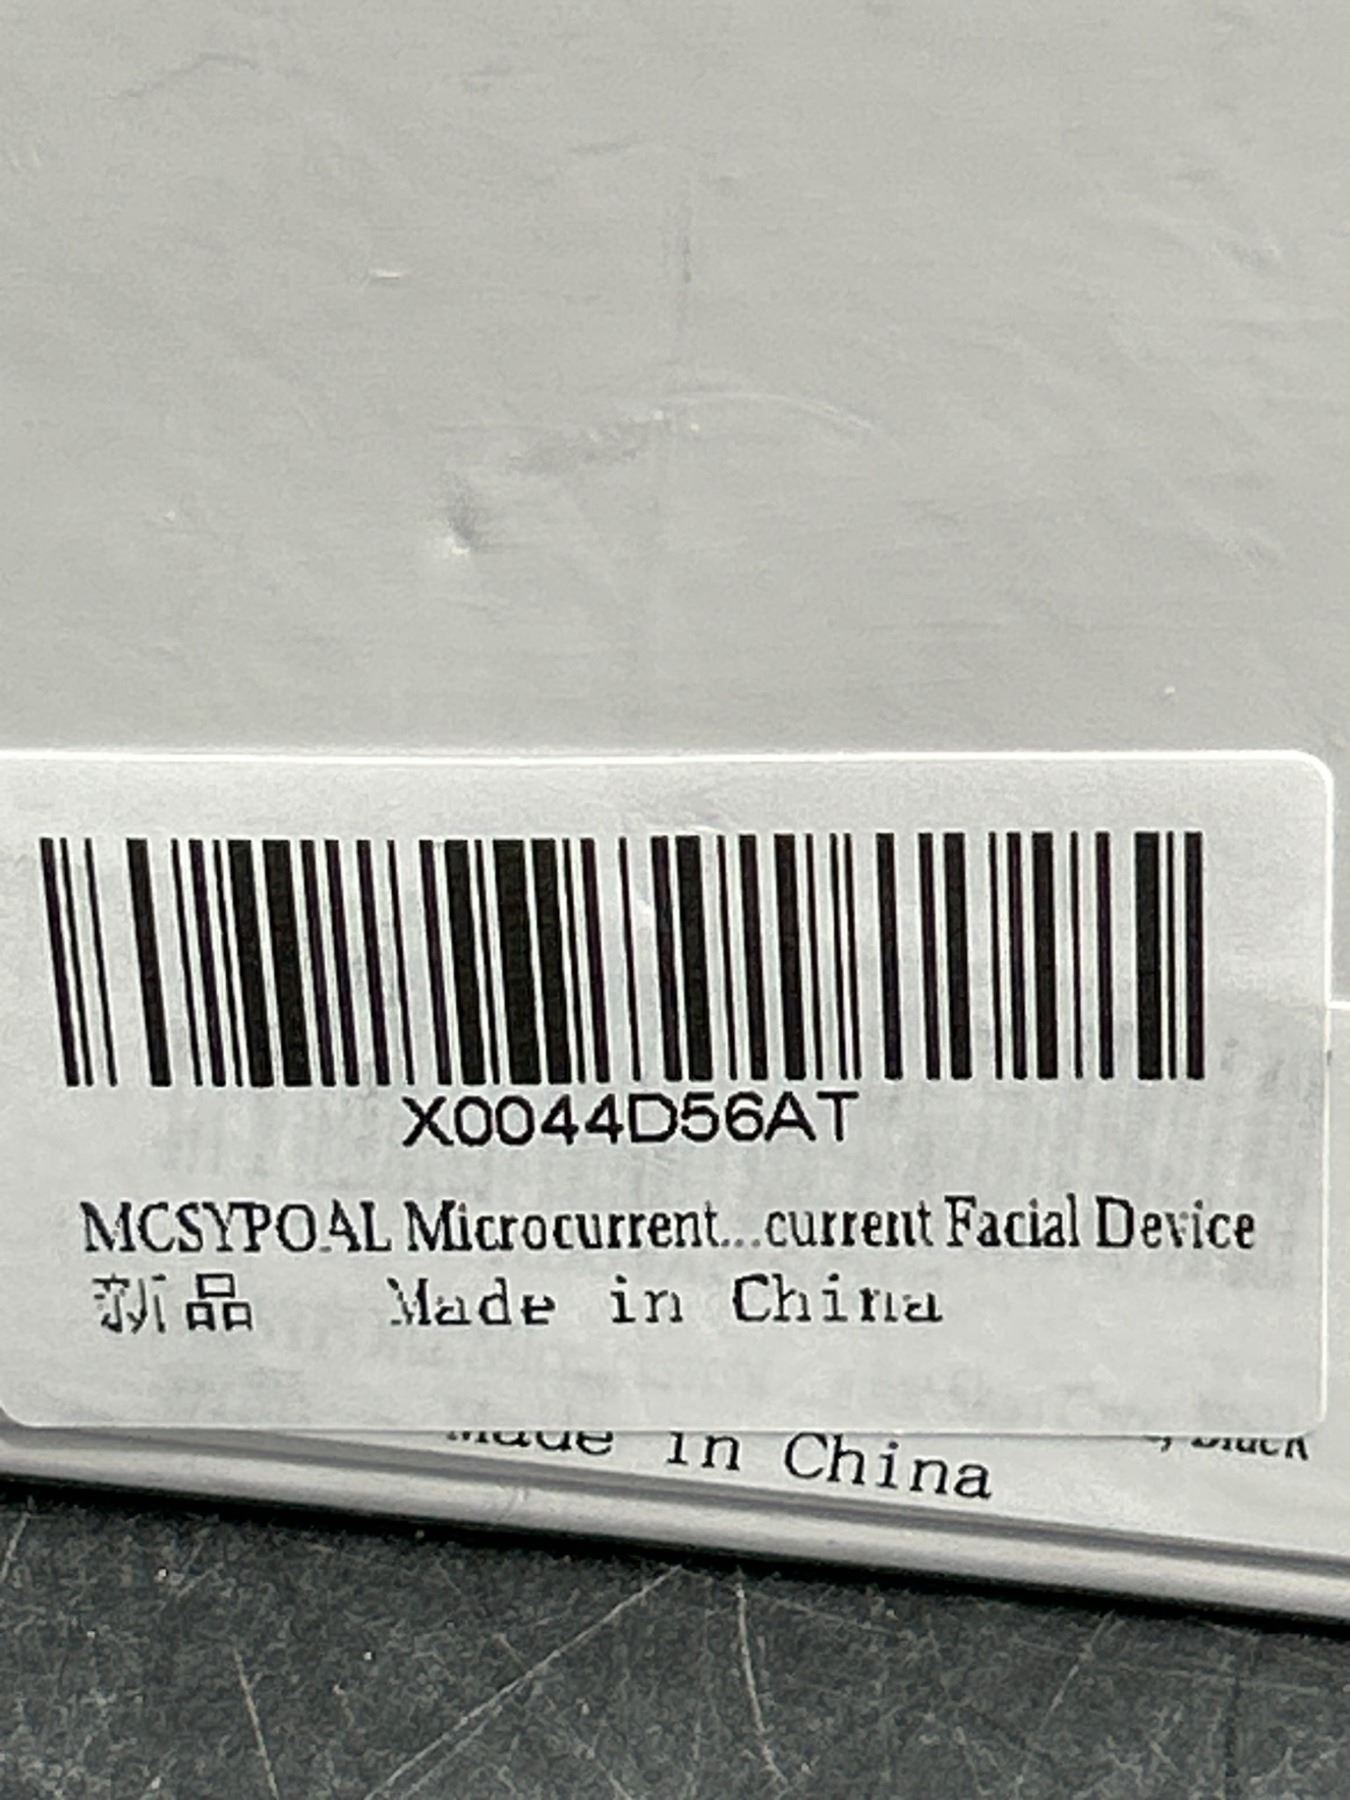 X0044D56AT
MCSYPOAL Microcurrent...current Facial Device
新品 Made in China
Made in China